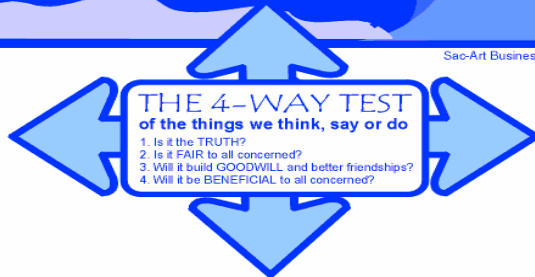 Sac-Art
THE 4-WAY TEST
of the things we think, say or do
1. Is it the TRUTH?
2. Is it FAIR to all concerned?
3. Will it build GOODWILL and better friendships?
4. Will it be BENEFICIAL to all concerned?